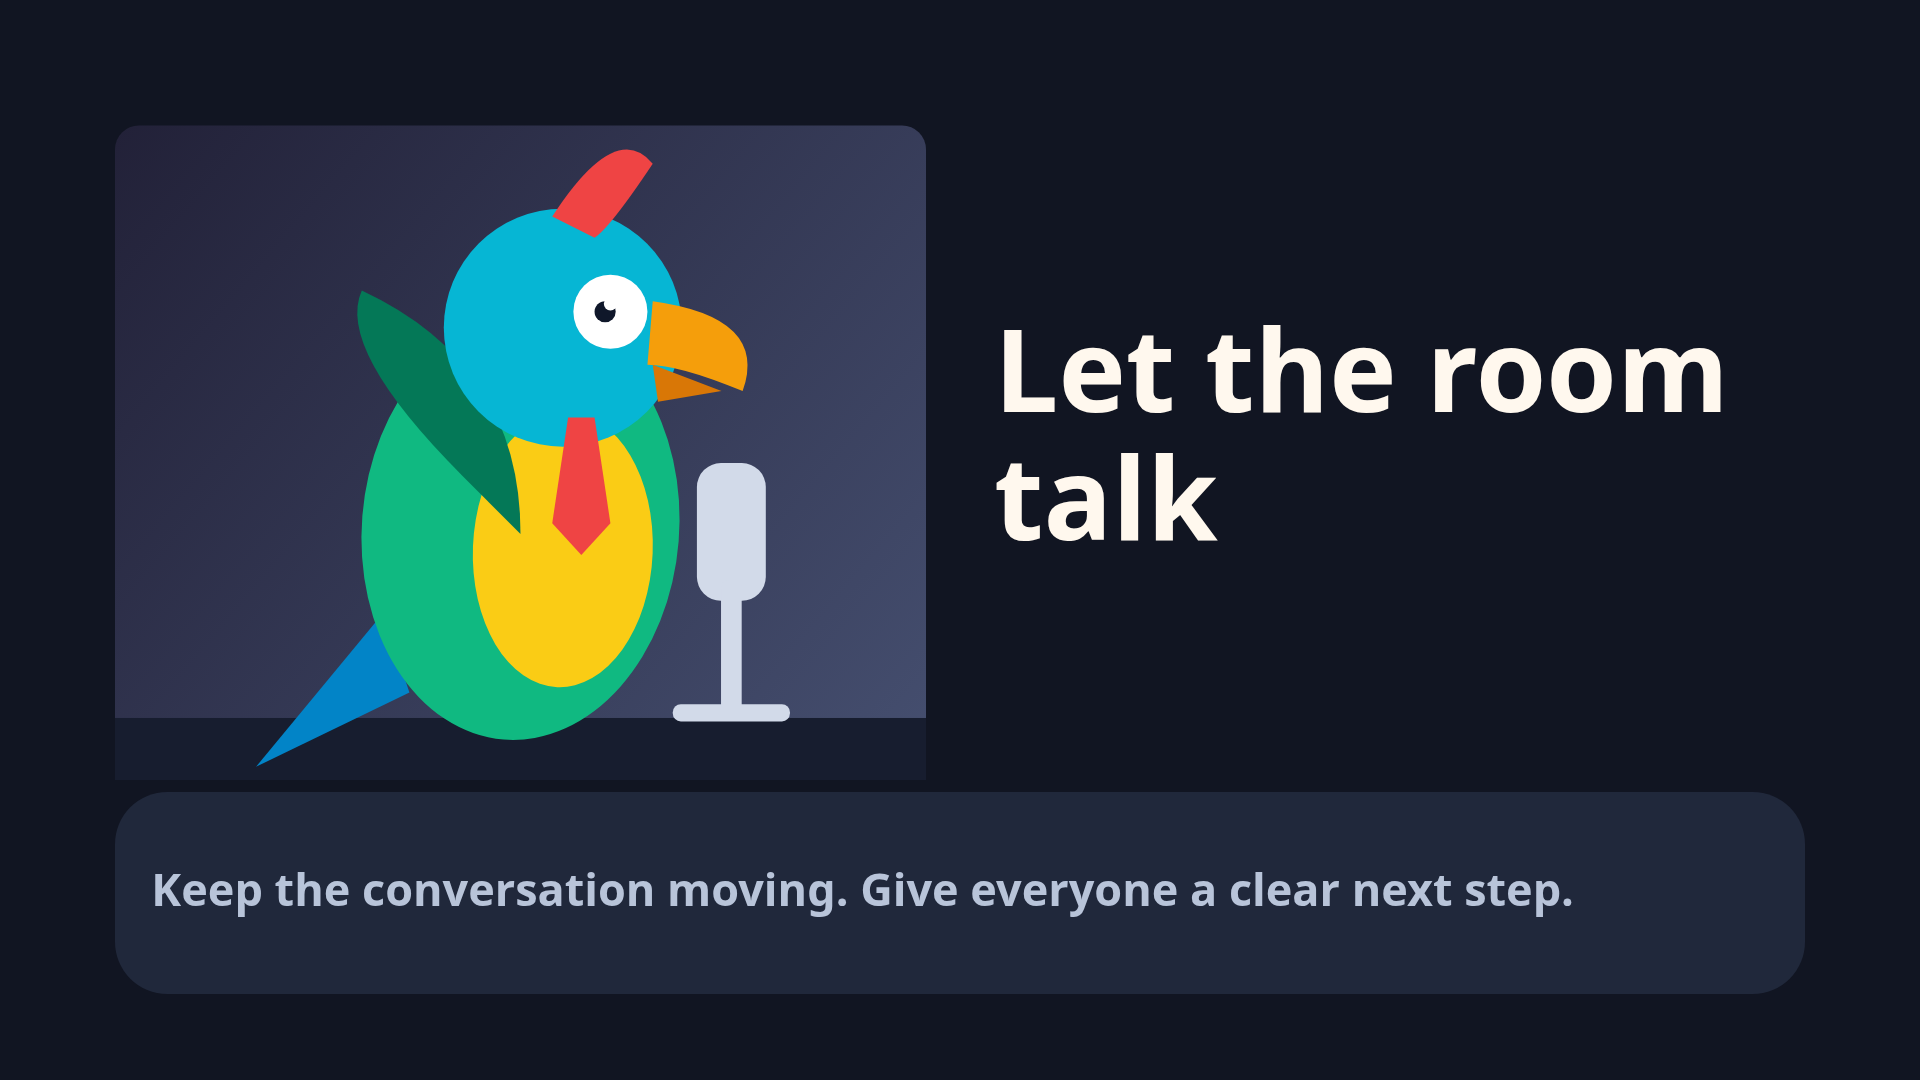 Let the room
talk
Keep the conversation moving. Give everyone a clear next step.